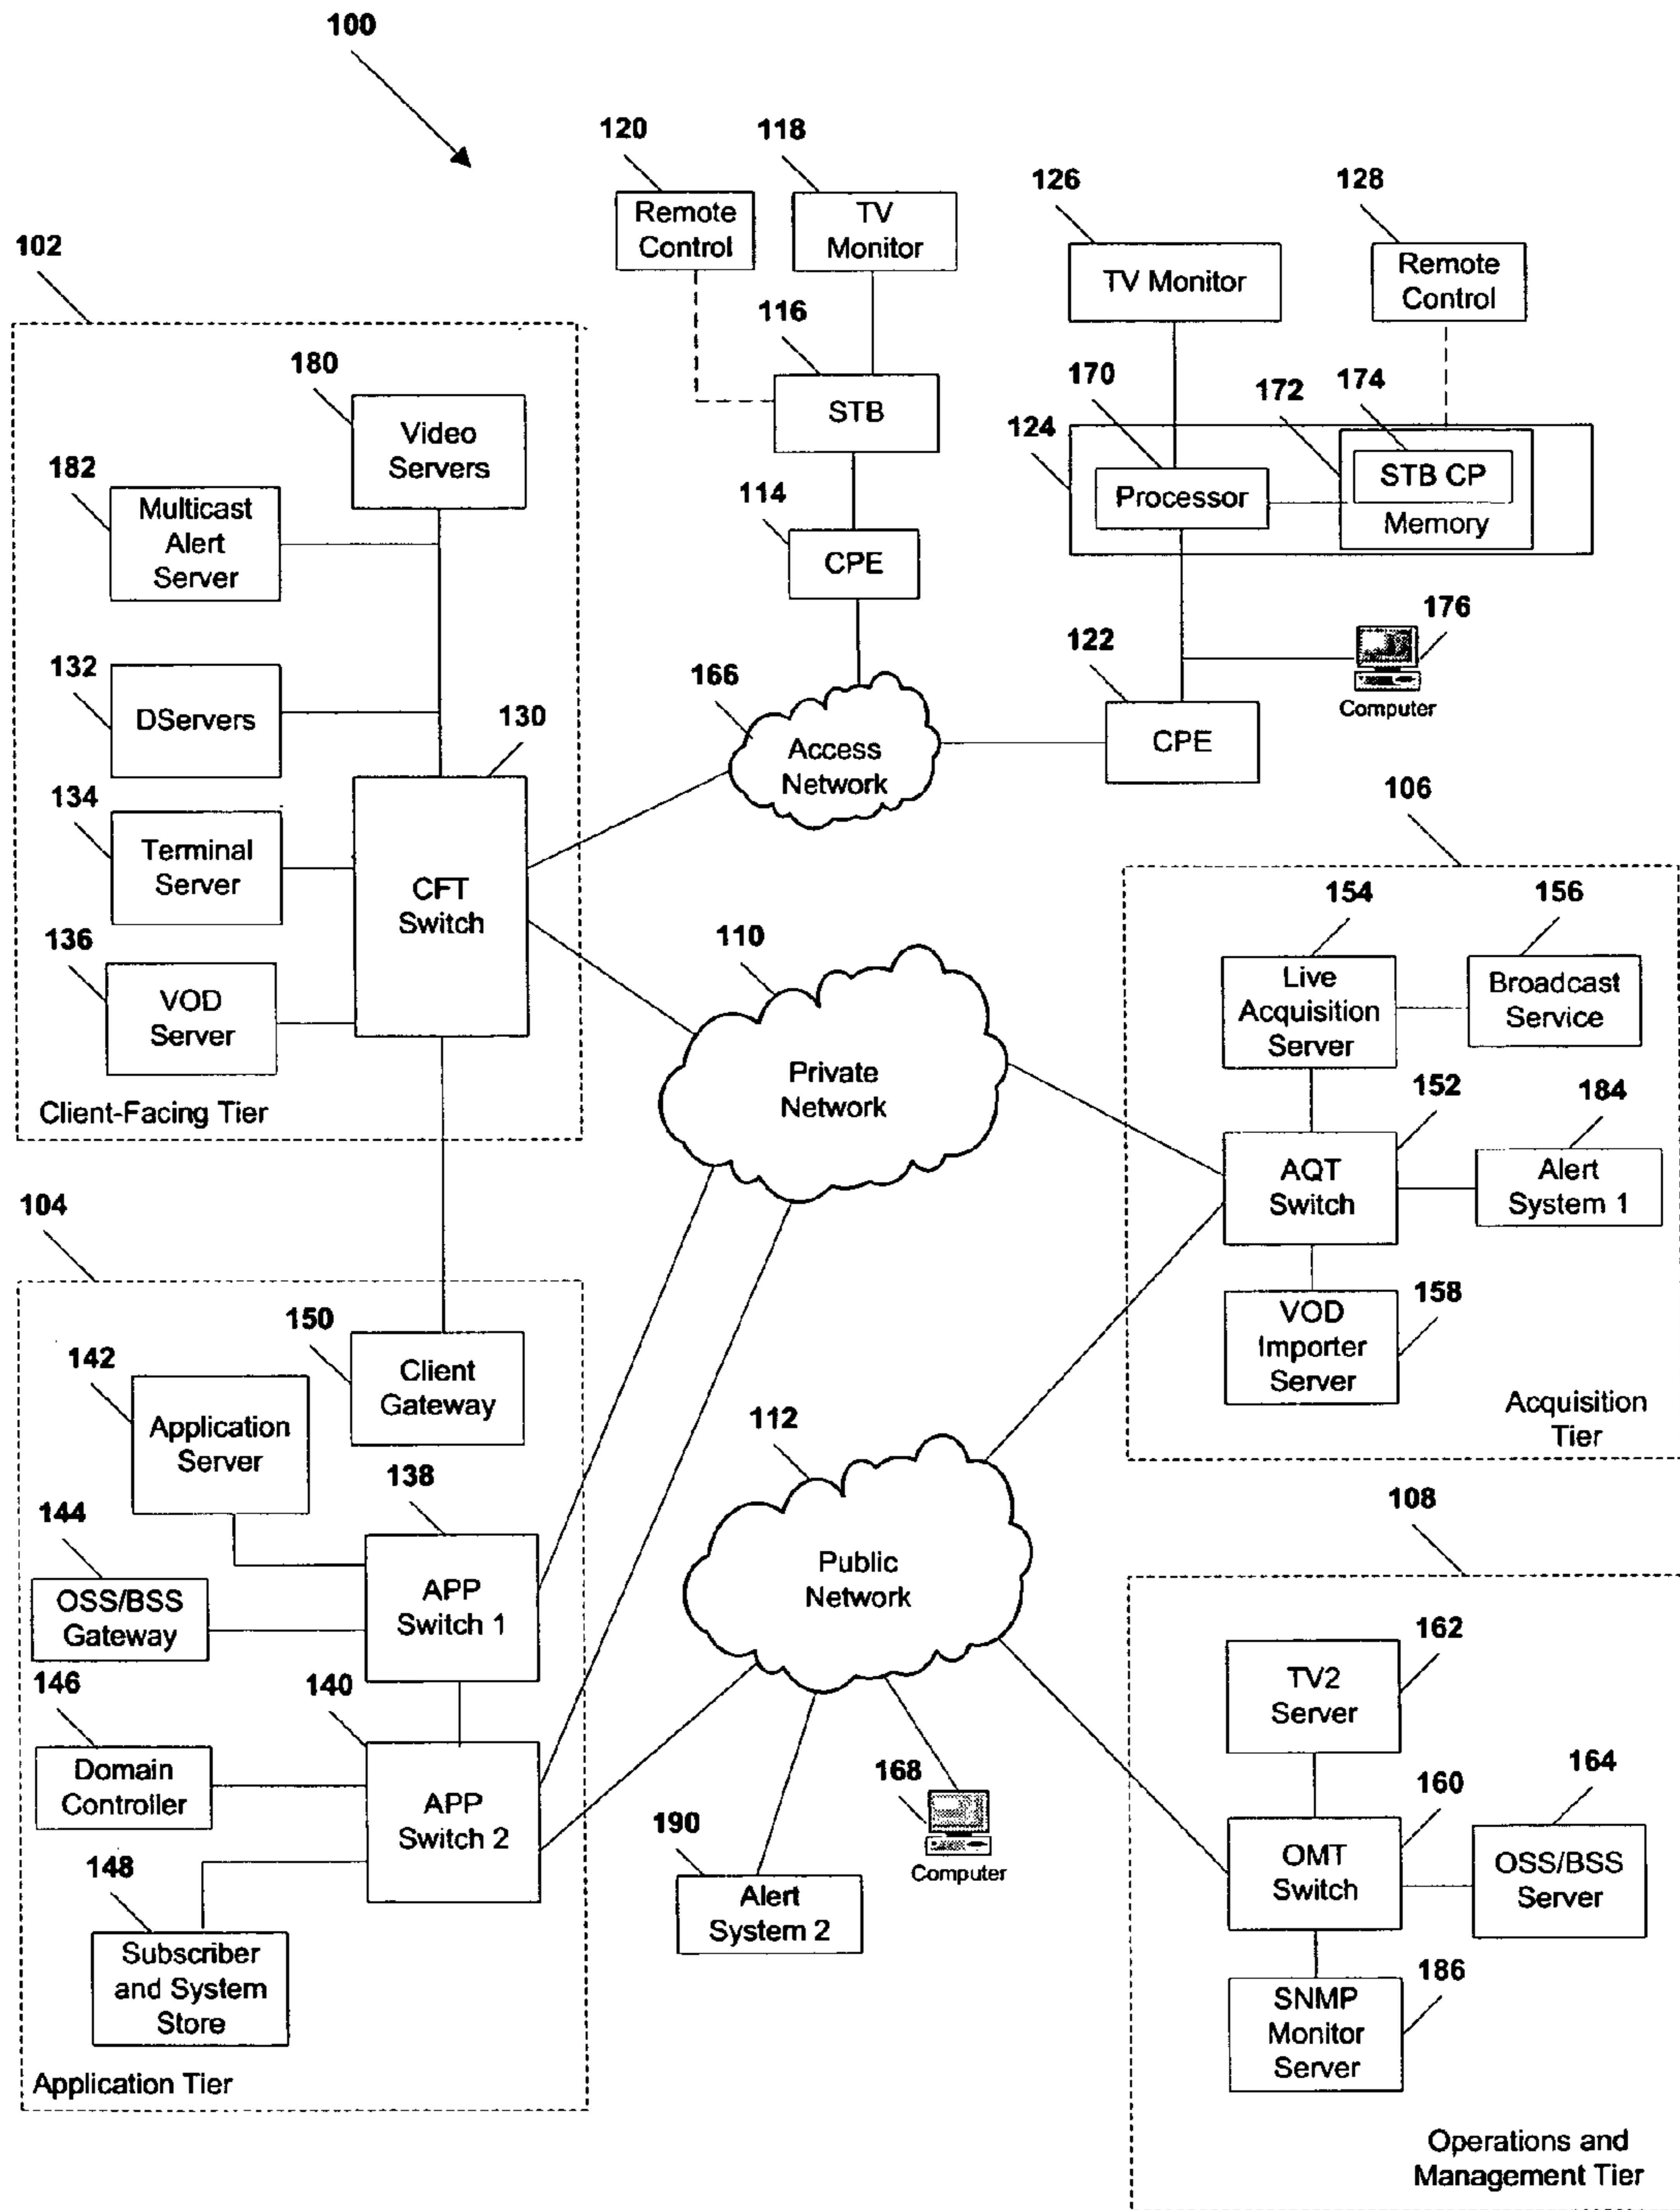 100
120
118
126
128
Remote
Control
TV
Monitor
TV Monitor
Remote
Control
102
116
180
STB
170
172
174
124
Video
Servers
182
Multicast
Alert
Server
114
Processor
STB CP
Memory
CPE
176
122
132
166
DServers
130
Computer
Access
Network
CPE
134
106
Terminal
Server
CFT
Switch
154
156
136
110
VOD
Server
Live
Acquisition
Server
Broadcast
Service
Private
Network
Client-Facing Tier
152
184
AQT
Switch
Alert
System 1
104
150
158
142
Client
Gateway
VOD
Importer
Server
112
Application
Server
Acquisition
Tier
138
108
144
Public
Network
OSS/BSS
Gateway
APP
Switch 1
162
146
140
TV2
Server
Domain
Controller
168
160
164
APP
Switch 2
190
148
Computer
OMT
Switch
OSS/BSS
Server
Alert
System 2
Subscriber
and System
Store
186
SNMP
Monitor
Server
Application Tier
Operations and
Management Tier